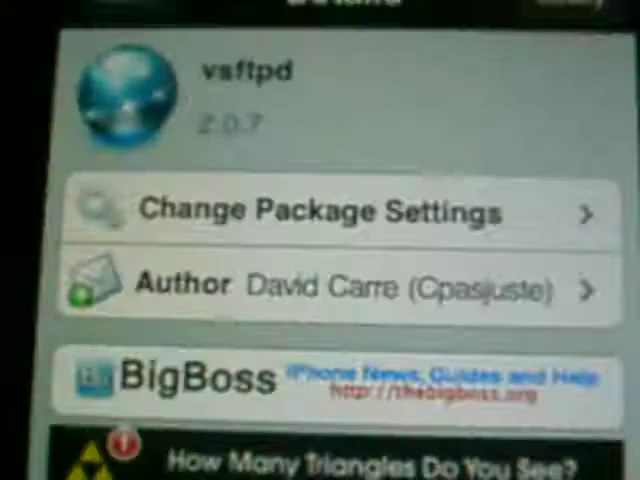 Details
vsftpd
2.0.7
Change Package Settings
Author David Carre (Cpasjuste)
BigBoss iPhone News, Guides and Help
http://thebigboss.org
How Many Triangles Do You See?